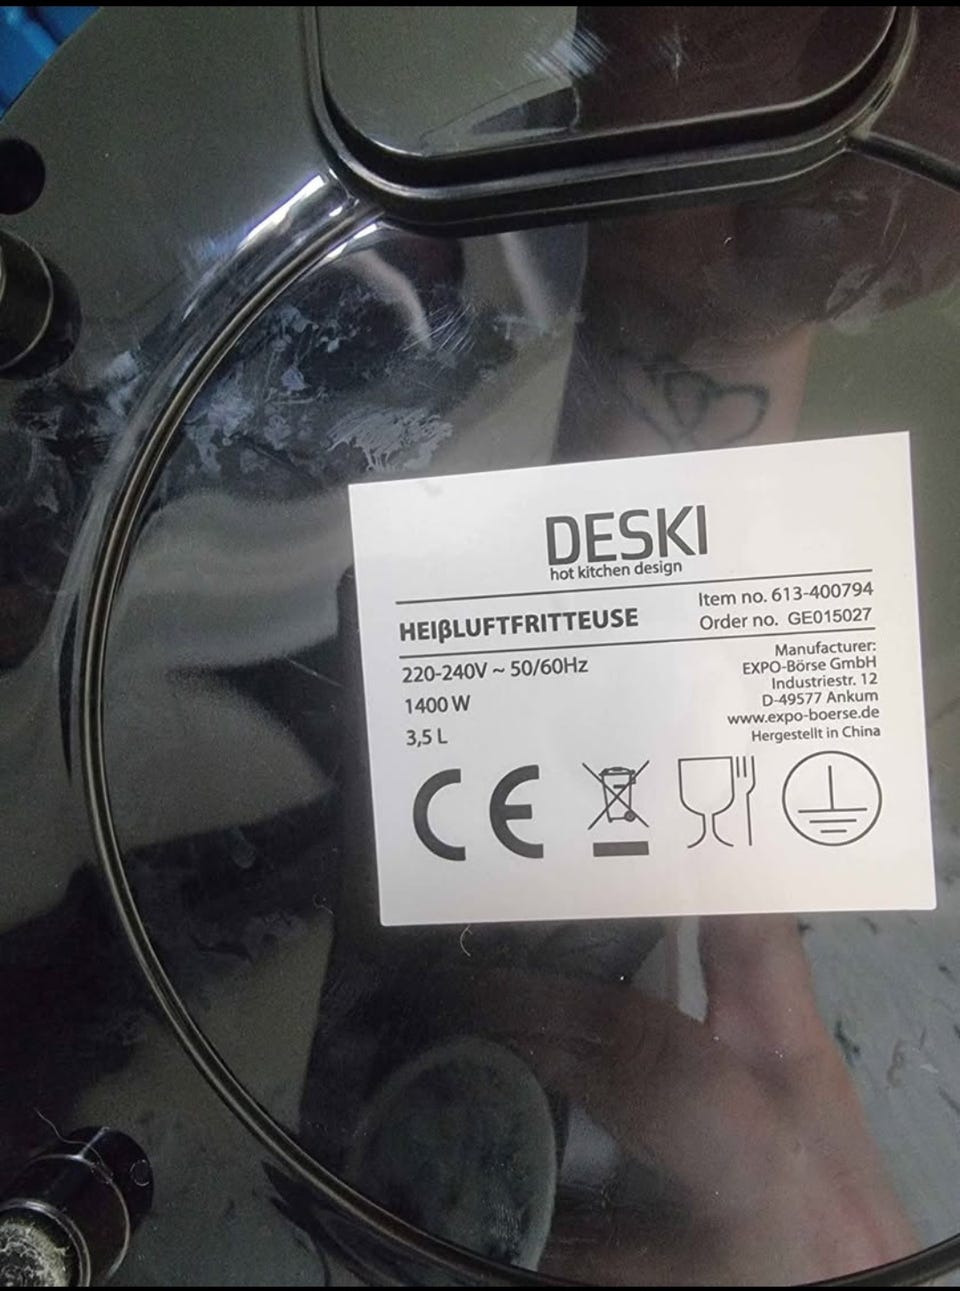 DESKI
hot kitchen design
HEIβLUFTFRITTEUSE
Item no. 613-400794
Order no. GE015027
220-240V ~ 50/60Hz
1400 W
3,5 L
Manufacturer:
EXPO-Börse GmbH
Industriestr. 12
D-49577 Ankum
www.expo-boerse.de
Hergestellt in China
CE